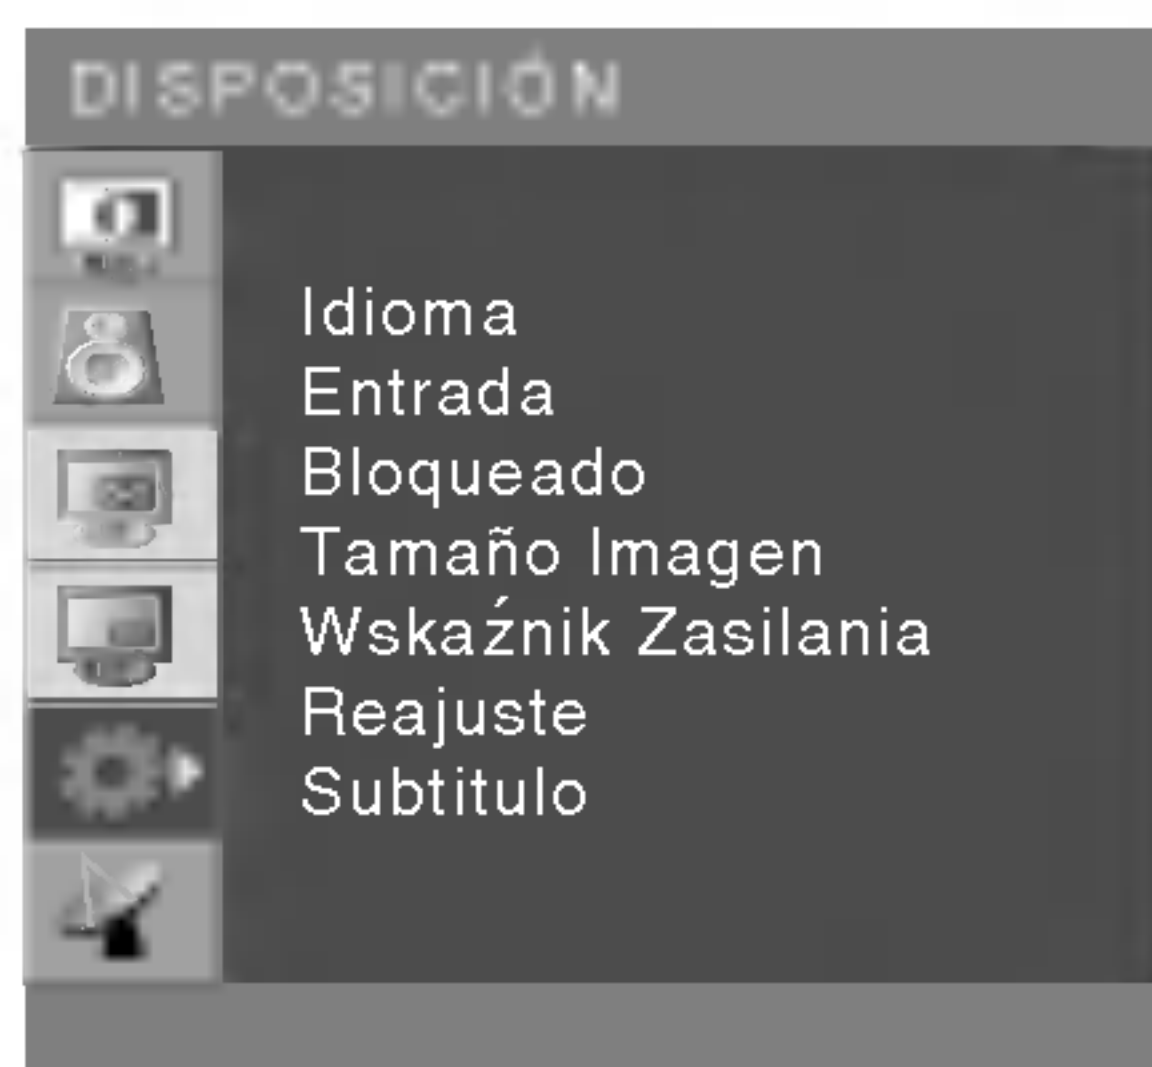 DISPOSICIÓN
Idioma
Entrada
Bloqueado
Tamaño Imagen
Wskaźnik Zasilania
Reajuste
Subtitulo